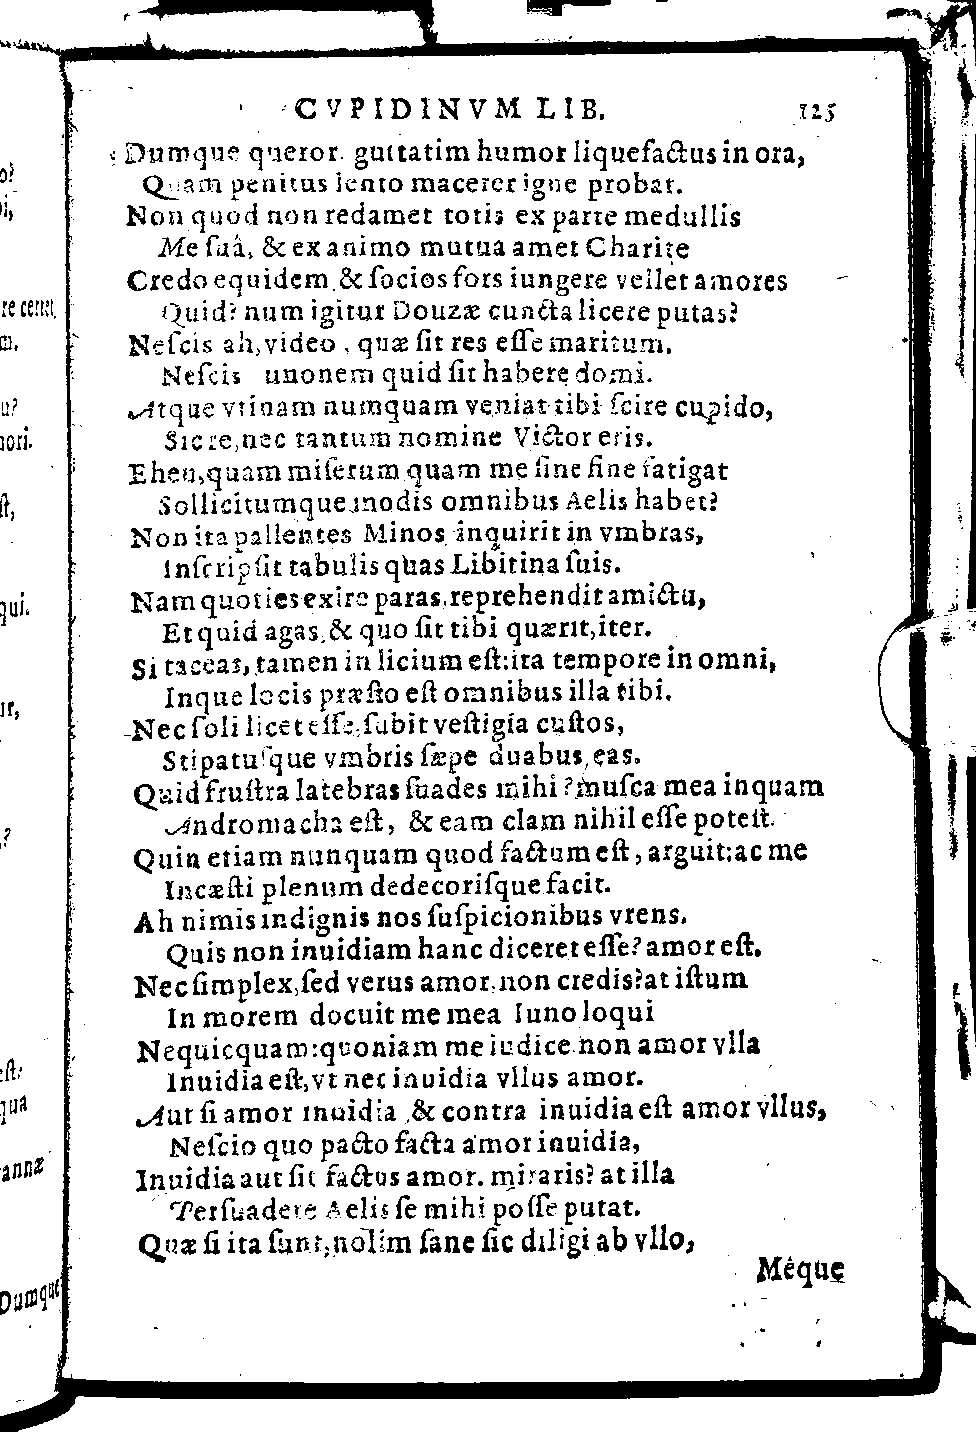 CVPIDINVM LIB. 125
Dumque queror. guttatim humor liquefactus in ora,
Quam penitus lento macerer igne probat.
Non quod non redamet totis ex parte medullis
Me ſuâ, & ex animo mutua amet Charite
Credo equidem & ſocios fors iungere vellet amores
Quid? num igitur Douzæ cuncta licere putas?
Neſcis ah, video, quæ ſit res eſſe maritum.
Neſcis unonem quid ſit habere domi.
Atque vtinam numquam veniat tibi ſcire cupido,
Sic re, nec tantum nomine Victor eris.
Eheu, quam miſerum quam me ſine fine fatigat
Sollicitumque modis omnibus Aelis habet?
Non ita pallentes Minos inquirit in vmbras,
Inſcripſit tabulis quas Libitina ſuis.
Nam quoties exire paras, reprehendit amictu,
Et quid agas, & quo ſit tibi quærit, iter.
Si taceas, tamen in licium eſt: ita tempore in omni,
Inque locis præſto eſt omnibus illa tibi.
Nec ſoli licet eſſe, ſubit veſtigia cuſtos,
Stipatuſque vmbris ſæpe duabus, eas.
Quid fruſtra latebras ſuades mihi? muſca mea inquam
Andromacha eſt, & eam clam nihil eſſe poteſt.
Quin etiam nunquam quod factum eſt, arguit: ac me
Incæſti plenum dedecoriſque facit.
Ah nimis indignis nos ſuſpicionibus vrens.
Quis non inuidiam hanc diceret eſſe? amor eſt.
Nec ſimplex, ſed verus amor. non credis? at iſtum
In morem docuit me mea Iuno loqui
Nequicquam: quoniam me iudice non amor vlla
Inuidia eſt, vt nec inuidia vllus amor.
Aut ſi amor inuidia, & contra inuidia eſt amor vllus,
Neſcio quo pacto facta amor inuidia,
Inuidia aut ſit factus amor. miraris? at illa
Perſuadere Aelis ſe mihi poſſe putat.
Quæ ſi ita ſunt, nolim ſane ſic diligi ab vllo,
Méque
Dumque